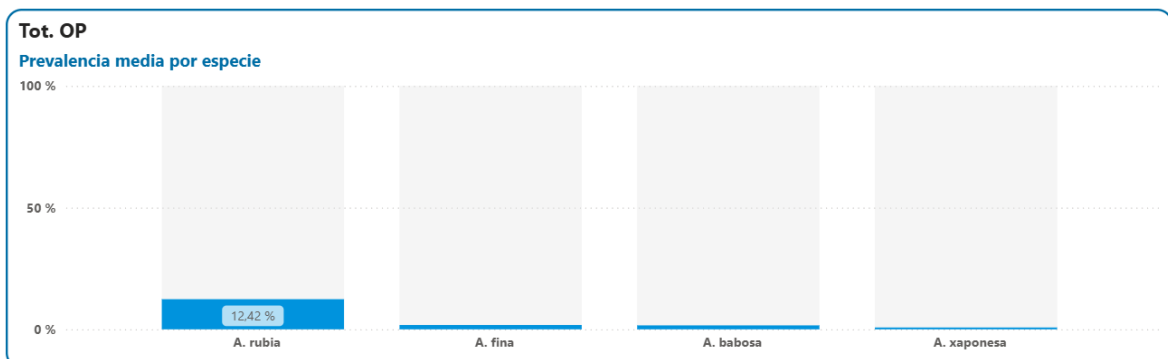 Tot. OP
Prevalencia media por especie
100 %
50 %
0 %
12,42 %
A. rubia
A. fina
A. babosa
A. xaponesa